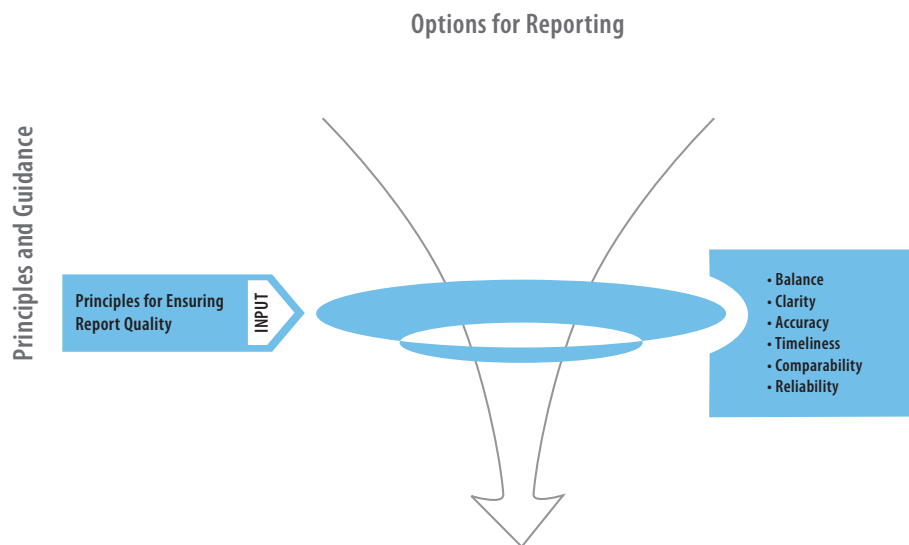 Options for Reporting
Principles and Guidance
Principles for Ensuring
Report Quality
INPUT
• Balance
• Clarity
• Accuracy
• Timeliness
• Comparability
• Reliability